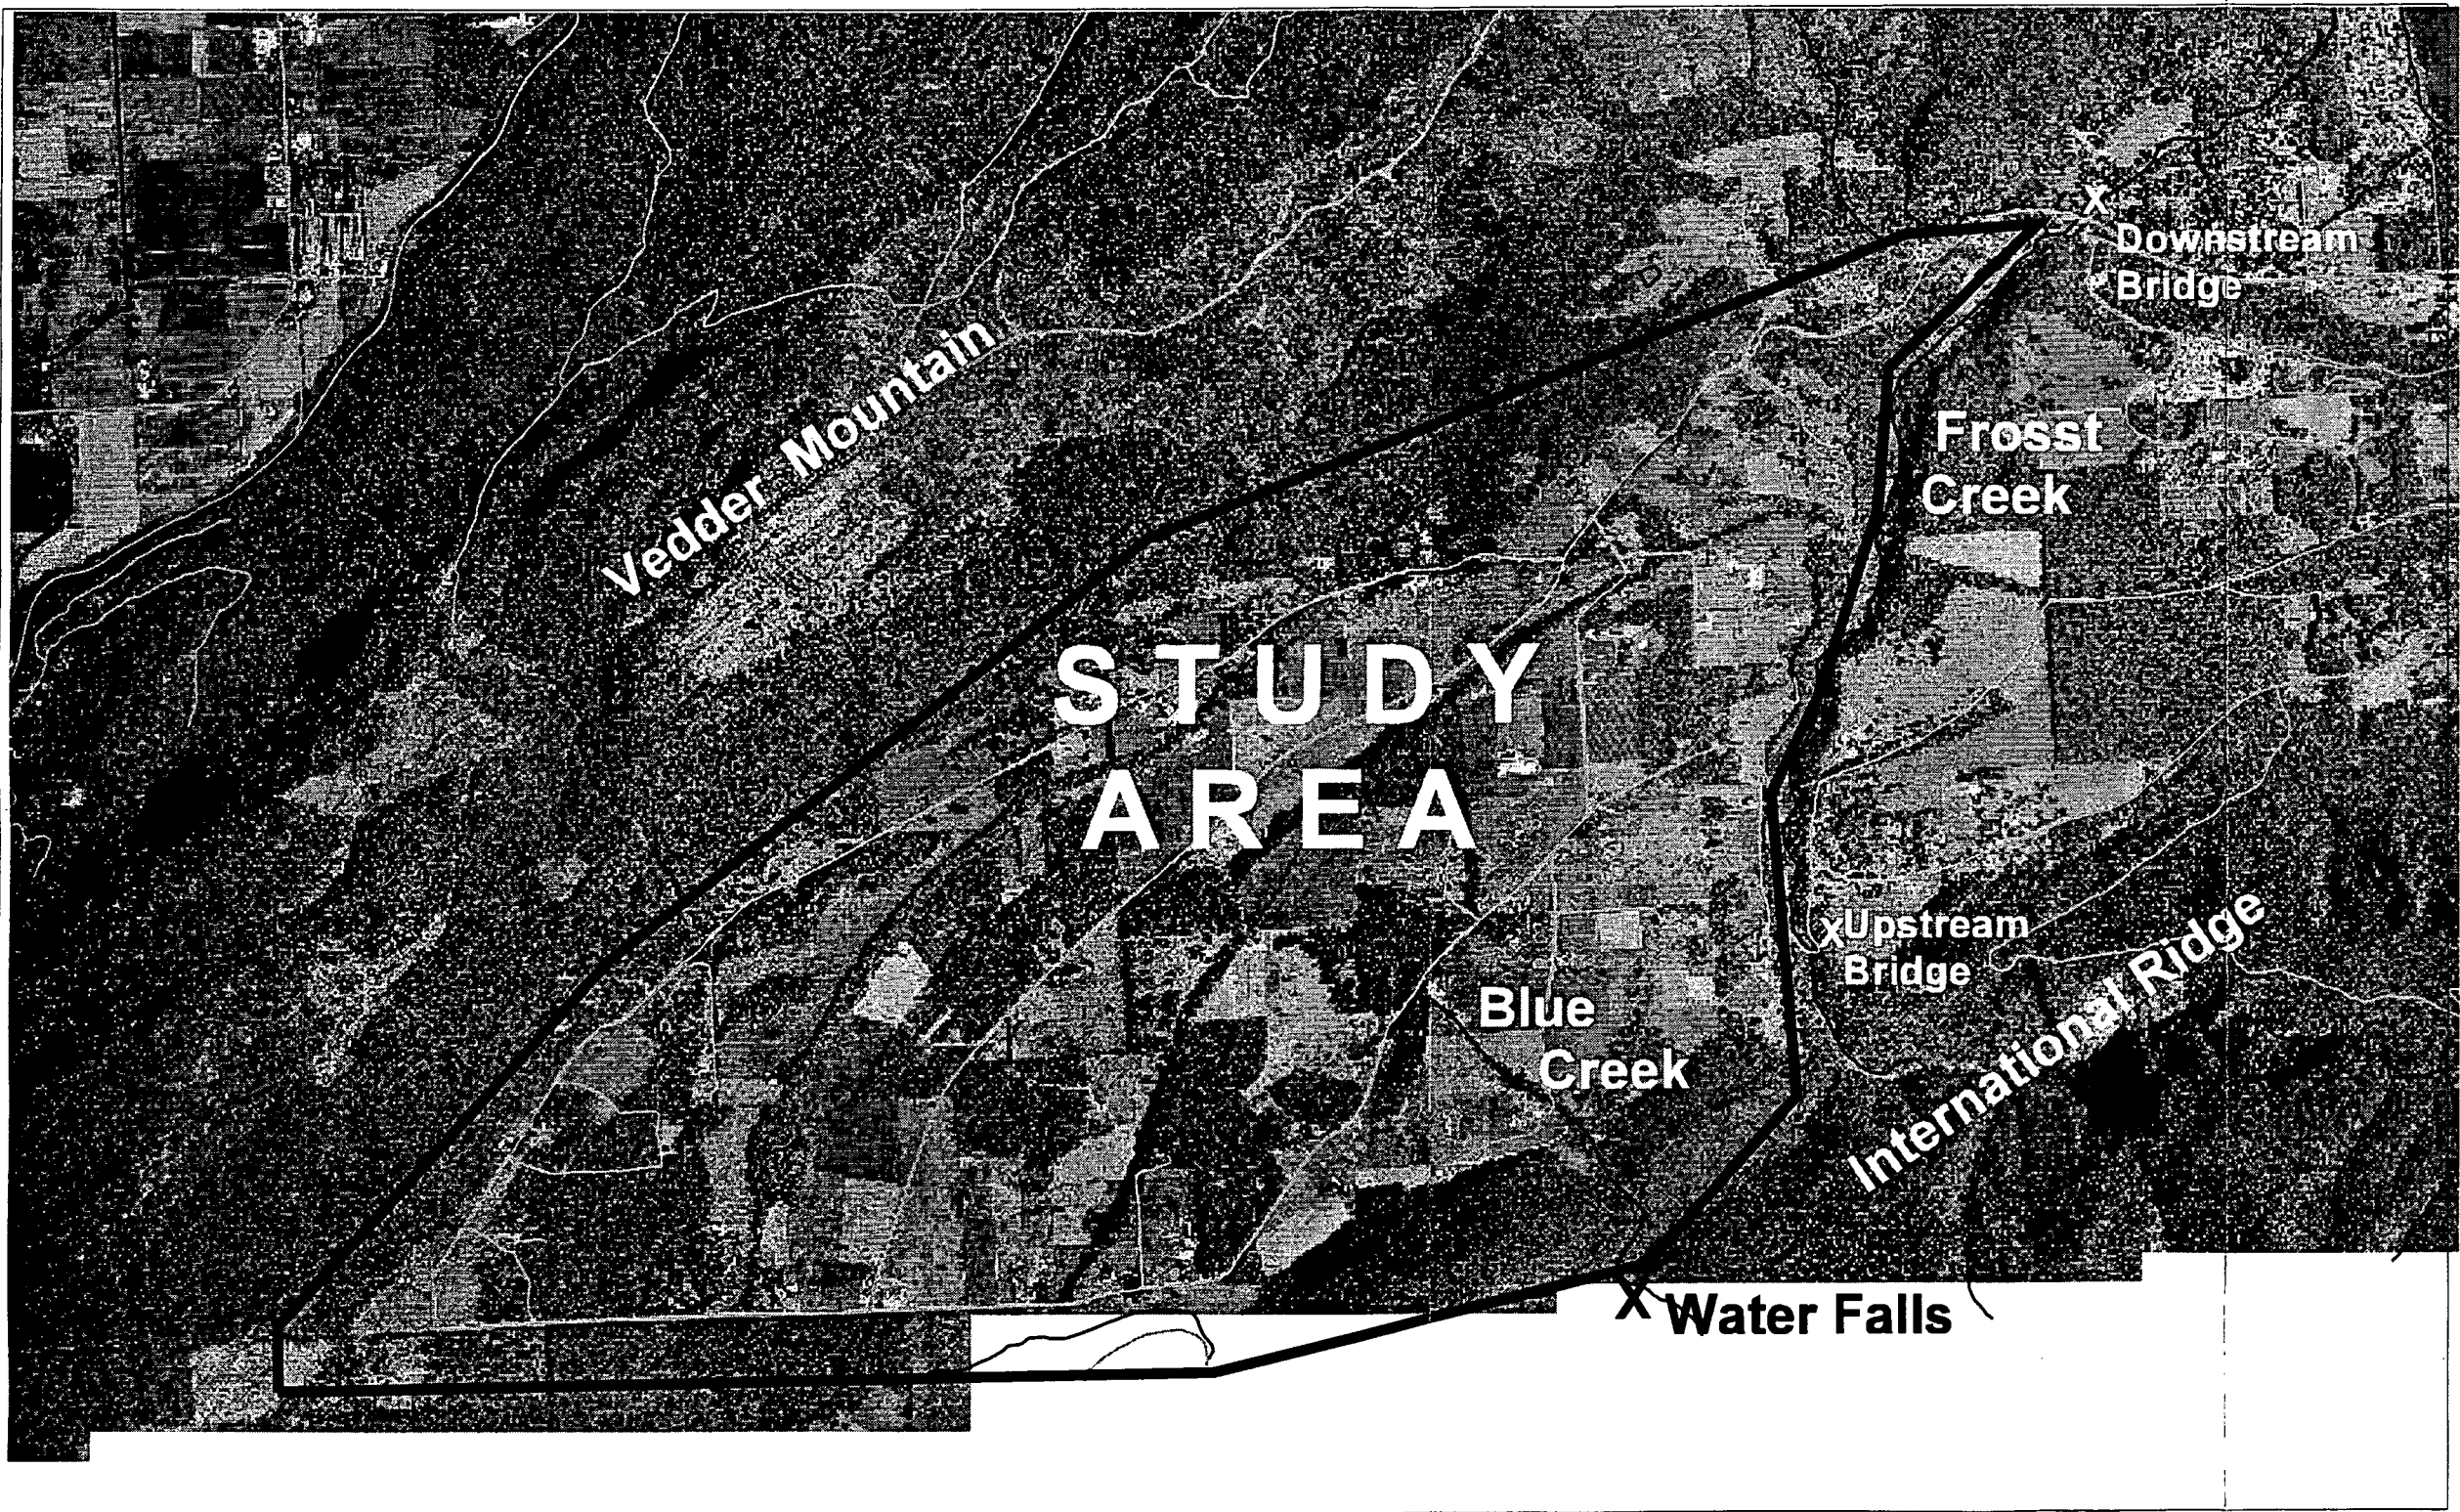 X
Downstream
Bridge
Vedder Mountain
Frosst
Creek
STUDY
AREA
X Upstream
Bridge
International Ridge
Blue
Creek
X Water Falls